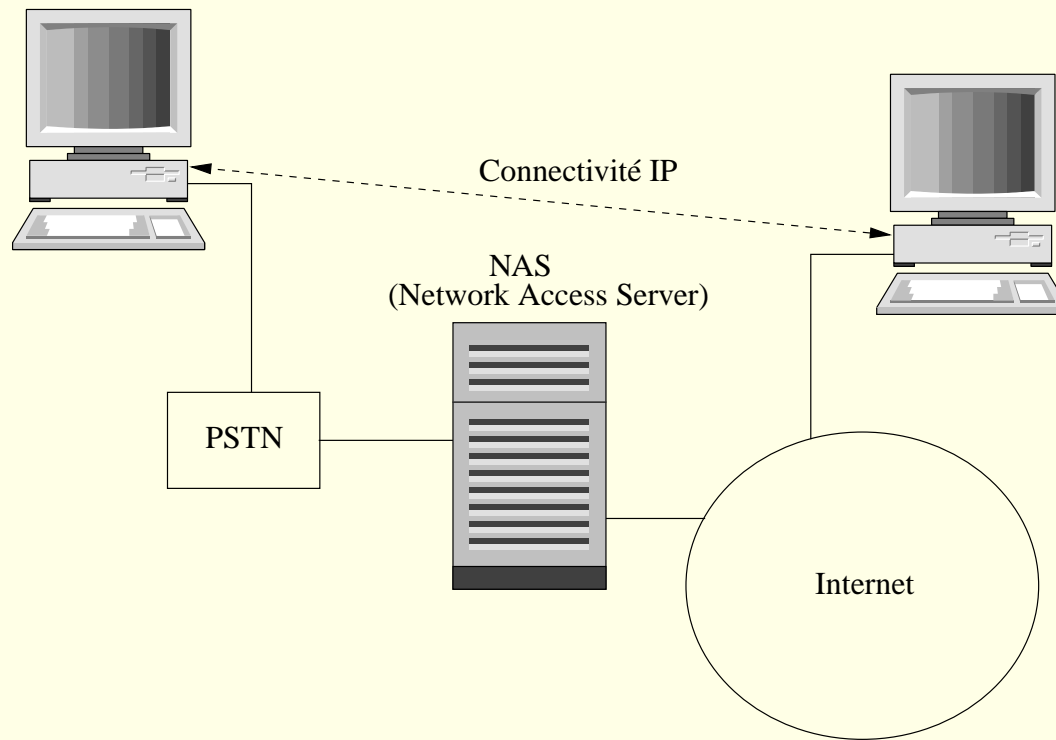 Connectivité IP
NAS
(Network Access Server)
PSTN
Internet